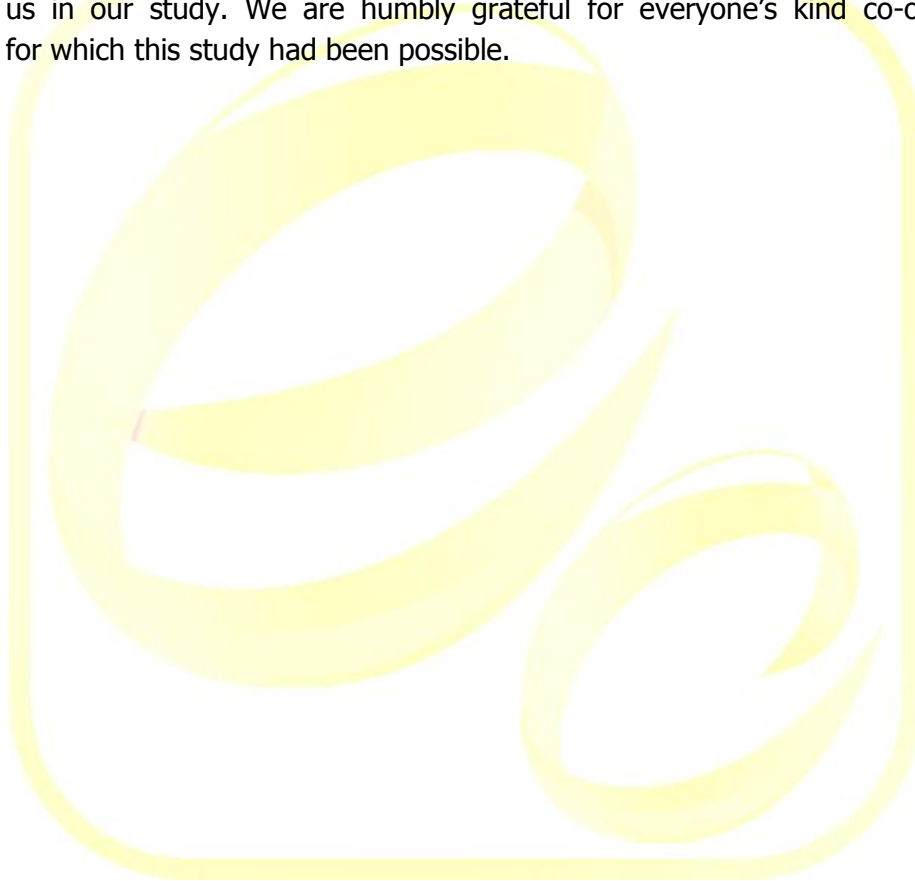 us in our study. We are humbly grateful for everyone’s kind co-o
for which this study had been possible.